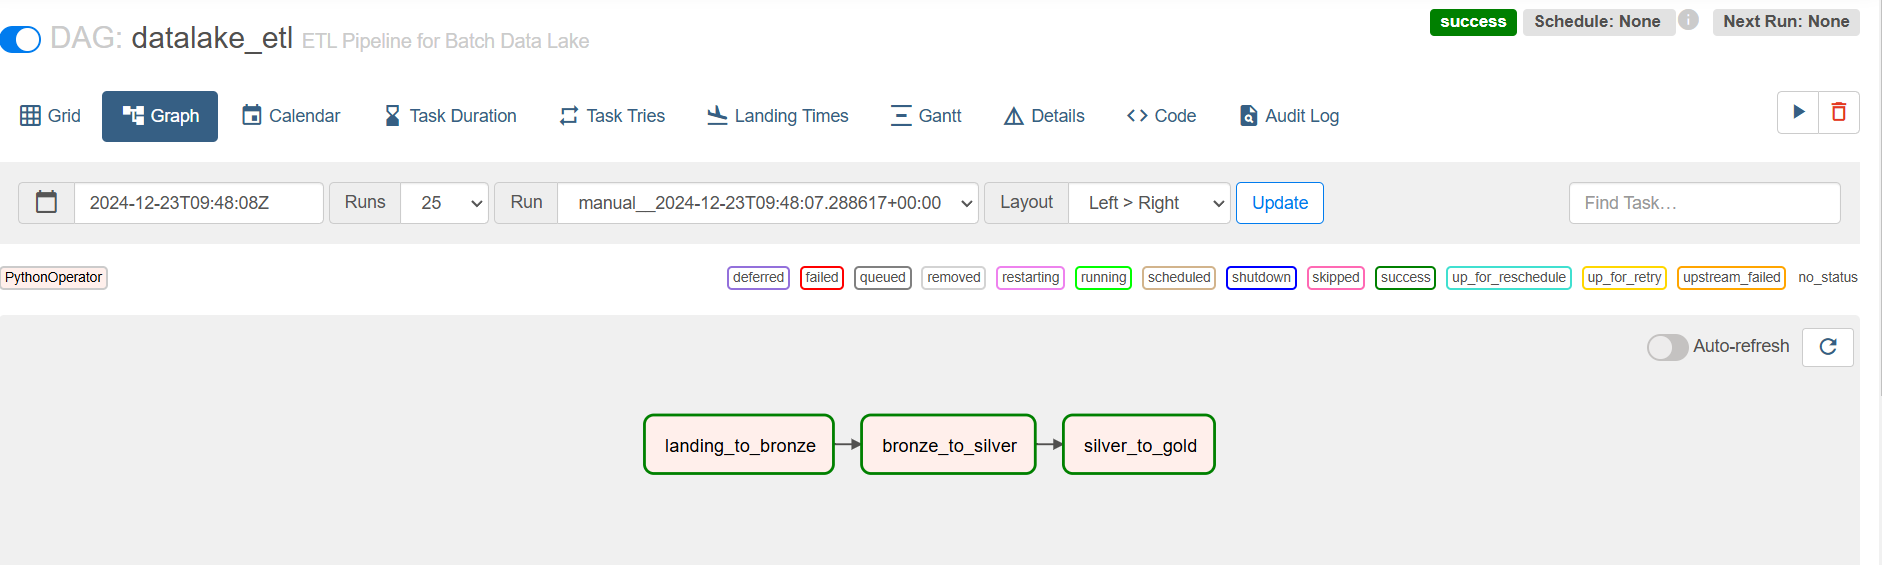 DAG: datalake_etl ETL Pipeline for Batch Data Lake
success Schedule: None Next Run: None
Grid Graph Calendar Task Duration Task Tries Landing Times Gantt Details Code Audit Log
2024-12-23T09:48:08Z Runs 25 Run manual__2024-12-23T09:48:07.288617+00:00 Layout Left > Right Update Find Task…
PythonOperator deferred failed queued removed restarting running scheduled shutdown skipped success up_for_reschedule up_for_retry upstream_failed no_status
Auto-refresh
landing_to_bronze bronze_to_silver silver_to_gold